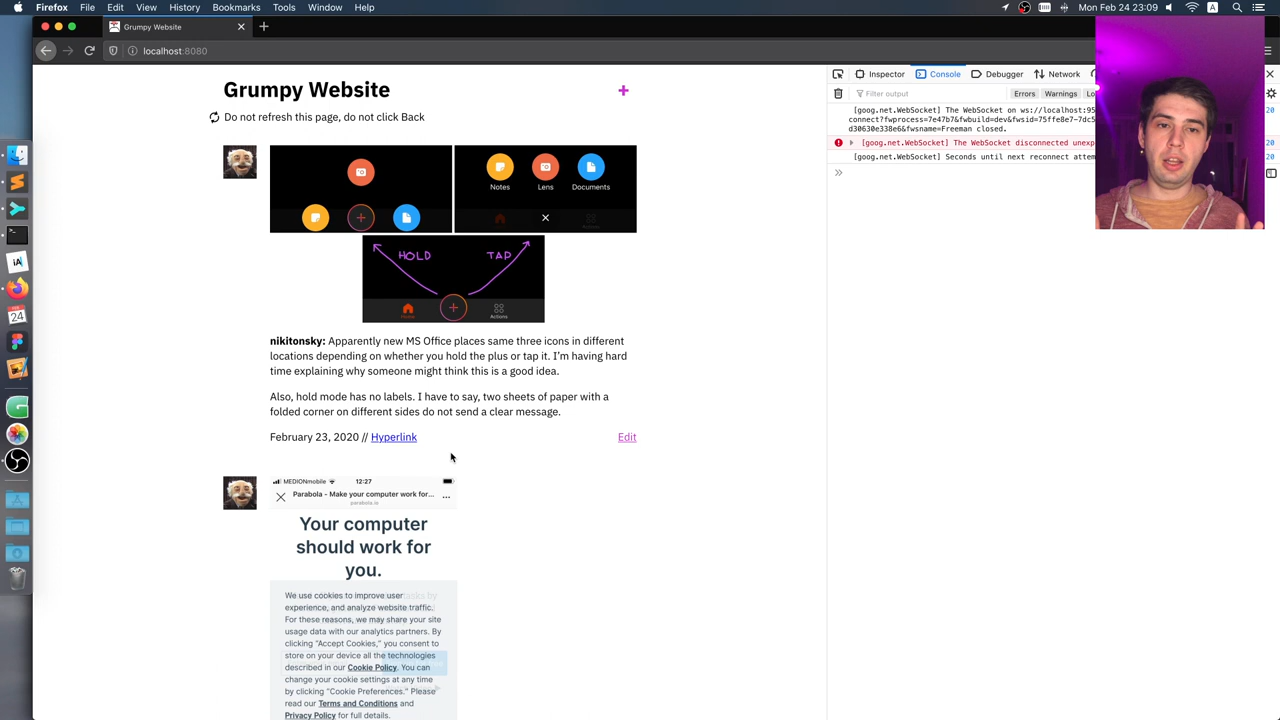 Firefox File Edit View History Bookmarks Tools Window Help
A Mon Feb 24 23:09
Grumpy Website
localhost:8080
Grumpy Website +
Do not refresh this page, do not click Back
Notes Lens Documents
HOLD TAP
Home Actions
nikitonsky: Apparently new MS Office places same three icons in different
locations depending on whether you hold the plus or tap it. I’m having hard
time explaining why someone might think this is a good idea.
Also, hold mode has no labels. I have to say, two sheets of paper with a
folded corner on different sides do not send a clear message.
February 23, 2020 // Hyperlink Edit
MEDIONmobile 12:27
Parabola - Make your computer work for...
parabola.io
Your computer
should work for
you.
We use cookies to improve user
experience, and analyze website traffic.
For these reasons, we may share your site
usage data with our analytics partners. By
clicking “Accept Cookies,” you consent to
store on your device all the technologies
described in our Cookie Policy. You can
change your cookie settings at any time
by clicking “Cookie Preferences.” Please
read our Terms and Conditions and
Privacy Policy for full details.
Inspector Console Debugger Network
Filter output Errors Warnings Lo
[goog.net.WebSocket] The WebSocket on ws://localhost:95
connect?fwprocess=7e47b7&fwbuild=dev&fwsid=75ffe8e7-7dc5
d30630e338e6&fwsname=Freeman closed.
20
[goog.net.WebSocket] The WebSocket disconnected unexp
20
[goog.net.WebSocket] Seconds until next reconnect attem
20
24